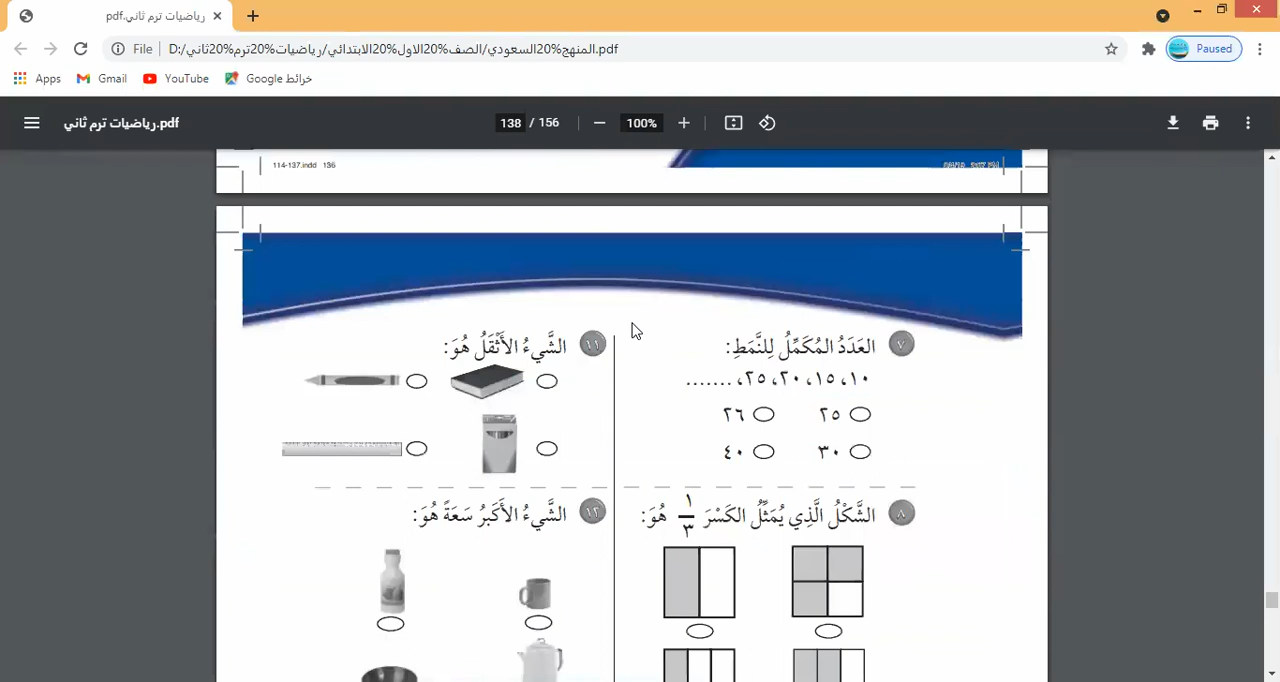 رياضيات ترم ثاني.pdf
File
D:/المنهج%20السعودي/الصف%20الاول%20الابتدائي/رياضيات%20ترم%20ثاني.pdf
Paused
Apps
Gmail
YouTube
خرائط Google
رياضيات ترم ثاني.pdf
138 / 156
100%
114-137.indd 136
٧ العَدَدُ المُكَمِّلُ لِلنَّمَطِ:
١٠، ١٥، ٢٠، ٢٥، .......
٢٥ ٢٦
٣٠ ٤٠
٨ الشَّكْلُ الَّذِي يُمَثِّلُ الكَسْرَ ١/٣ هُوَ:
١١ الشَّيءُ الأَثْقَلُ هُوَ:
١٢ الشَّيءُ الأَكبَرُ سَعَةً هُوَ: